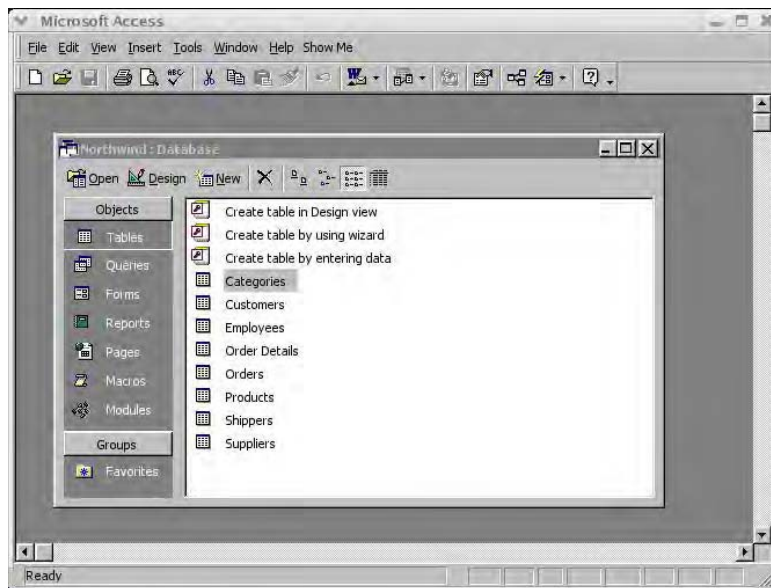 Microsoft Access
File Edit View Insert Tools Window Help Show Me
ABC
W
Northwind : Database
Open Design New
Objects
Tables
Queries
Forms
Reports
Pages
Macros
Modules
Groups
Favorites
Create table in Design view
Create table by using wizard
Create table by entering data
Categories
Customers
Employees
Order Details
Orders
Products
Shippers
Suppliers
Ready